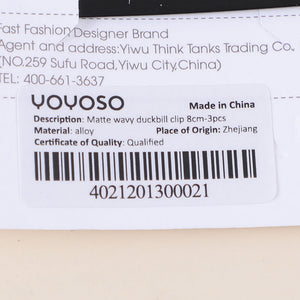 Fast Fashion Designer Brand
Agent and address:Yiwu Think Tanks Trading Co.,
(NO.259 Sufu Road,Yiwu City,China)
TEL: 400-661-3637
YOYOSO
Made in China
Description: Matte wavy duckbill clip 8cm-3pcs
Material: alloy Place of Origin: Zhejiang
Certificate of Quality: Qualified
4021201300021